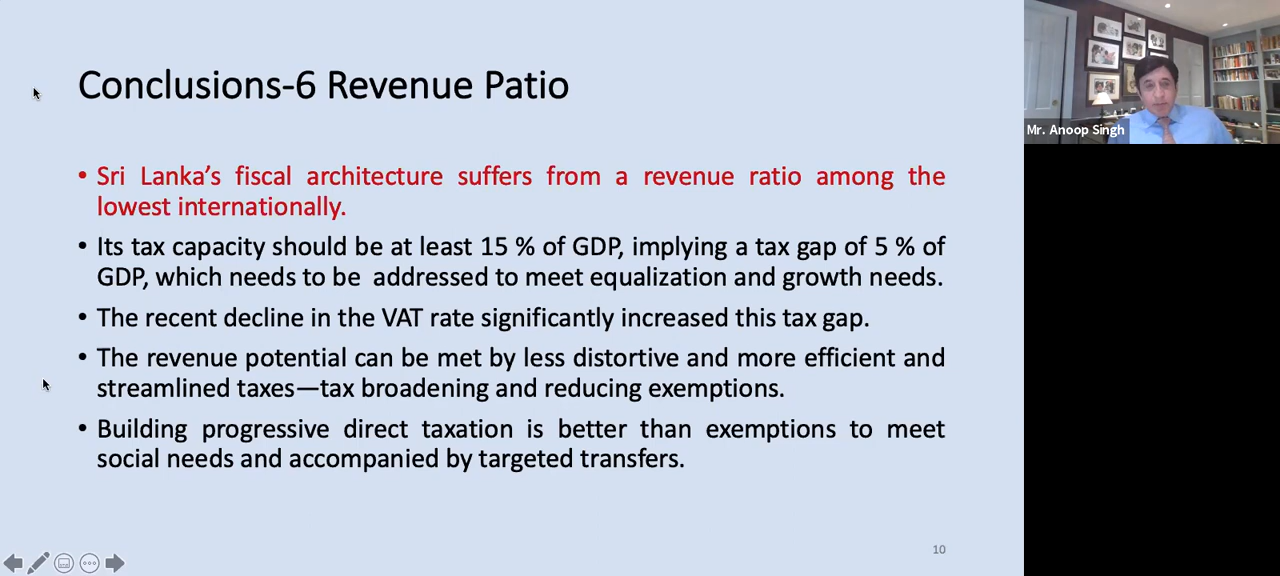 Conclusions-6 Revenue Patio
• Sri Lanka’s fiscal architecture suffers from a revenue ratio among the
lowest internationally.
• Its tax capacity should be at least 15 % of GDP, implying a tax gap of 5 % of
GDP, which needs to be  addressed to meet equalization and growth needs.
• The recent decline in the VAT rate significantly increased this tax gap.
• The revenue potential can be met by less distortive and more efficient and
streamlined taxes—tax broadening and reducing exemptions.
• Building progressive direct taxation is better than exemptions to meet
social needs and accompanied by targeted transfers.
10
Mr. Anoop Singh